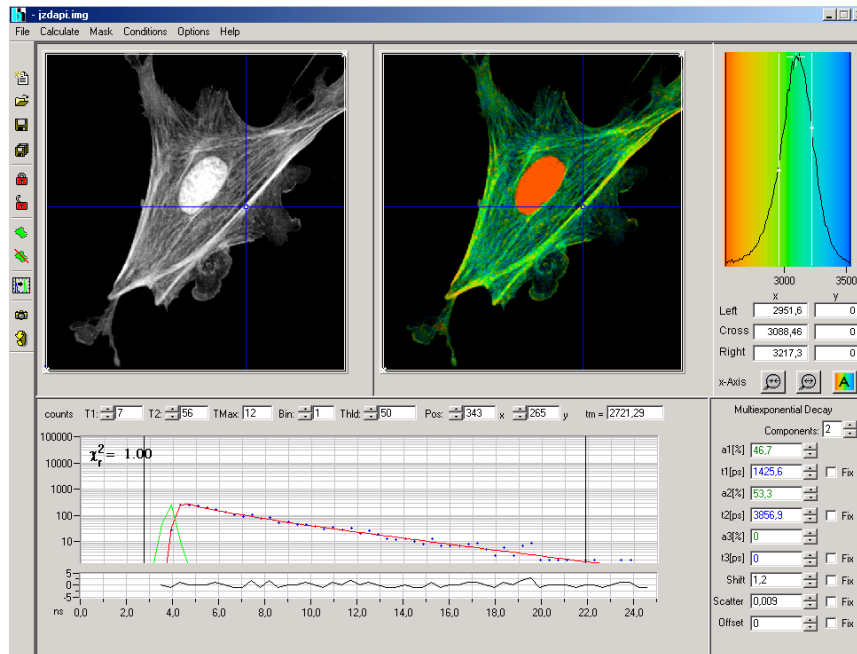 - jzdapi.img
File Calculate Mask Conditions Options Help
3000 3500
x y
Left 2951,6 0
Cross 3088,46 0
Right 3217,3 0
x-Axis A
counts T1: 7 T2: 56 TMax: 12 Bin: 1 Thld: 50 Pos: 343 x 265 y tm = 2721,29
Multiexponential Decay
Components: 2
a1[%] 46,7
t1[ps] 1425,6 Fix
a2[%] 53,3
t2[ps] 3856,9 Fix
a3[%] 0
t3[ps] 0 Fix
Shift 1,2 Fix
Scatter 0,009 Fix
Offset 0 Fix
100000
χ²r = 1.00
10000
1000
100
10
5
0
-5
ns 0,0 2,0 4,0 6,0 8,0 10,0 12,0 14,0 16,0 18,0 20,0 22,0 24,0